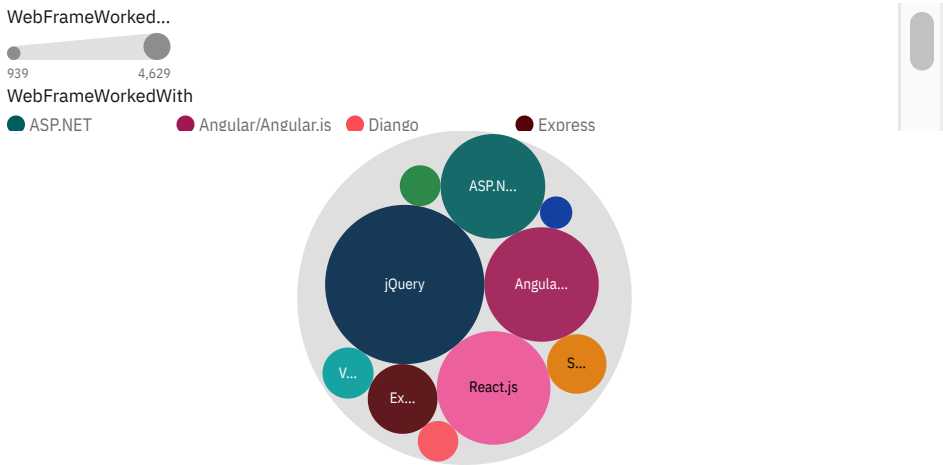 WebFrameWorked...
939 4,629
WebFrameWorkedWith
ASP.NET Angular/Angular.js Django Express
ASP.N...
jQuery Angula...
S...
V... React.js
Ex...